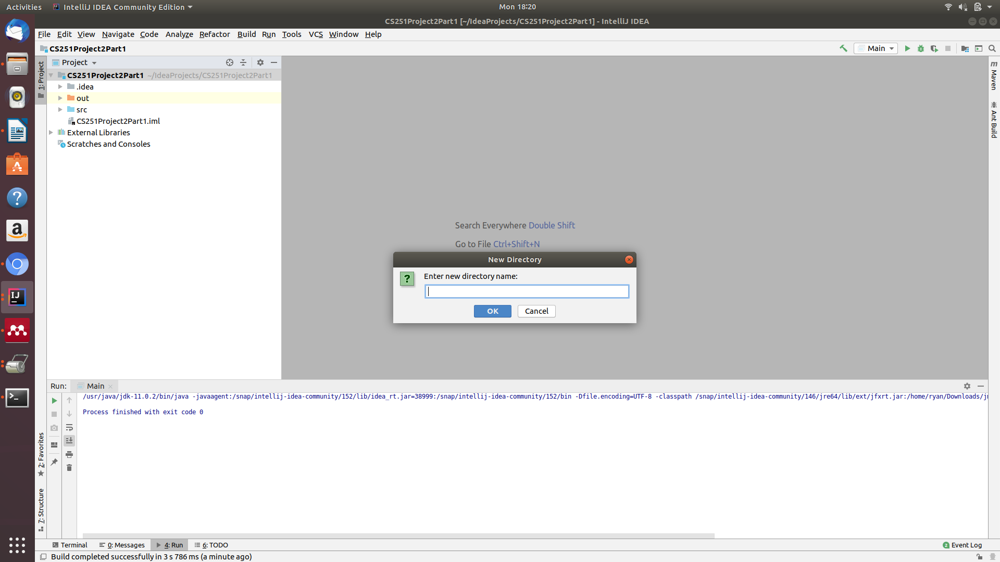 Activities IntelliJ IDEA Community Edition Mon 18:20
CS251Project2Part1 [~/IdeaProjects/CS251Project2Part1] - IntelliJ IDEA
File Edit View Navigate Code Analyze Refactor Build Run Tools VCS Window Help
CS251Project2Part1 Main
Project
1: Project
CS251Project2Part1 ~/IdeaProjects/CS251Project2Part1
.idea
out
src
CS251Project2Part1.iml
External Libraries
Scratches and Consoles
m Maven
Ant Build
Search Everywhere Double Shift
Go to File Ctrl+Shift+N
New Directory
? Enter new directory name:
OK Cancel
Run: Main
/usr/java/jdk-11.0.2/bin/java -javaagent:/snap/intellij-idea-community/152/lib/idea_rt.jar=38999:/snap/intellij-idea-community/152/bin -Dfile.encoding=UTF-8 -classpath /snap/intellij-idea-community/146/jre64/lib/ext/jfxrt.jar:/home/ryan/Downloads/
Process finished with exit code 0
2: Favorites
7: Structure
Terminal 0: Messages 4: Run 6: TODO 2 Event Log
Build completed successfully in 3 s 786 ms (a minute ago)
A
?
a
IJ
>_